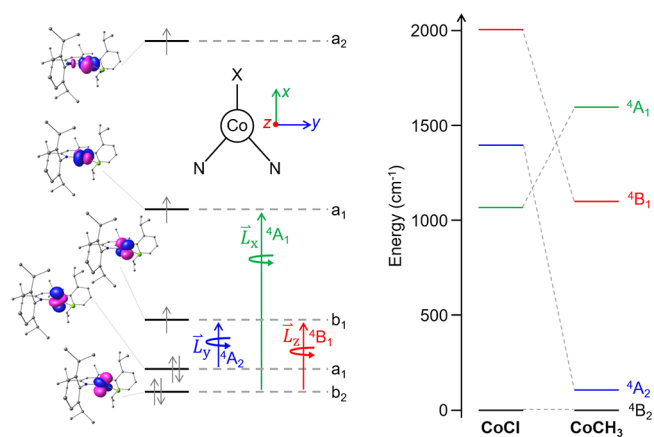 a₂
X
Co
N
N
x
z
y
a₁
L⃗x ⁴A₁
b₁
L⃗y ⁴A₂
L⃗z ⁴B₁
a₁
b₂
Energy (cm⁻¹)
2000
1500
1000
500
0
⁴A₁
⁴B₁
⁴A₂
⁴B₂
CoCl
CoCH₃